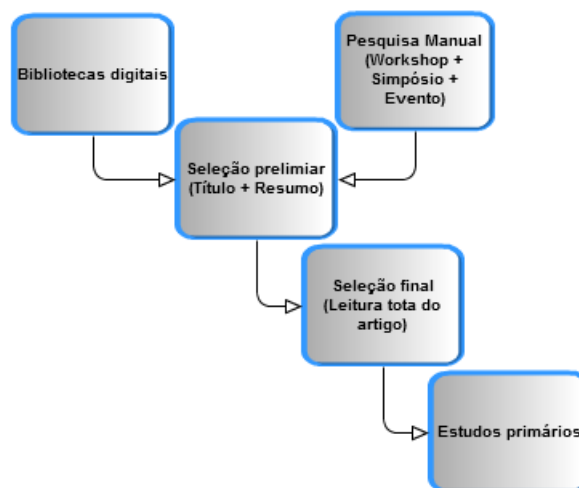 Bibliotecas digitais
Pesquisa Manual
(Workshop +
Simpósio +
Evento)
Seleção prelimiar
(Título + Resumo)
Seleção final
(Leitura tota do
artigo)
Estudos primários